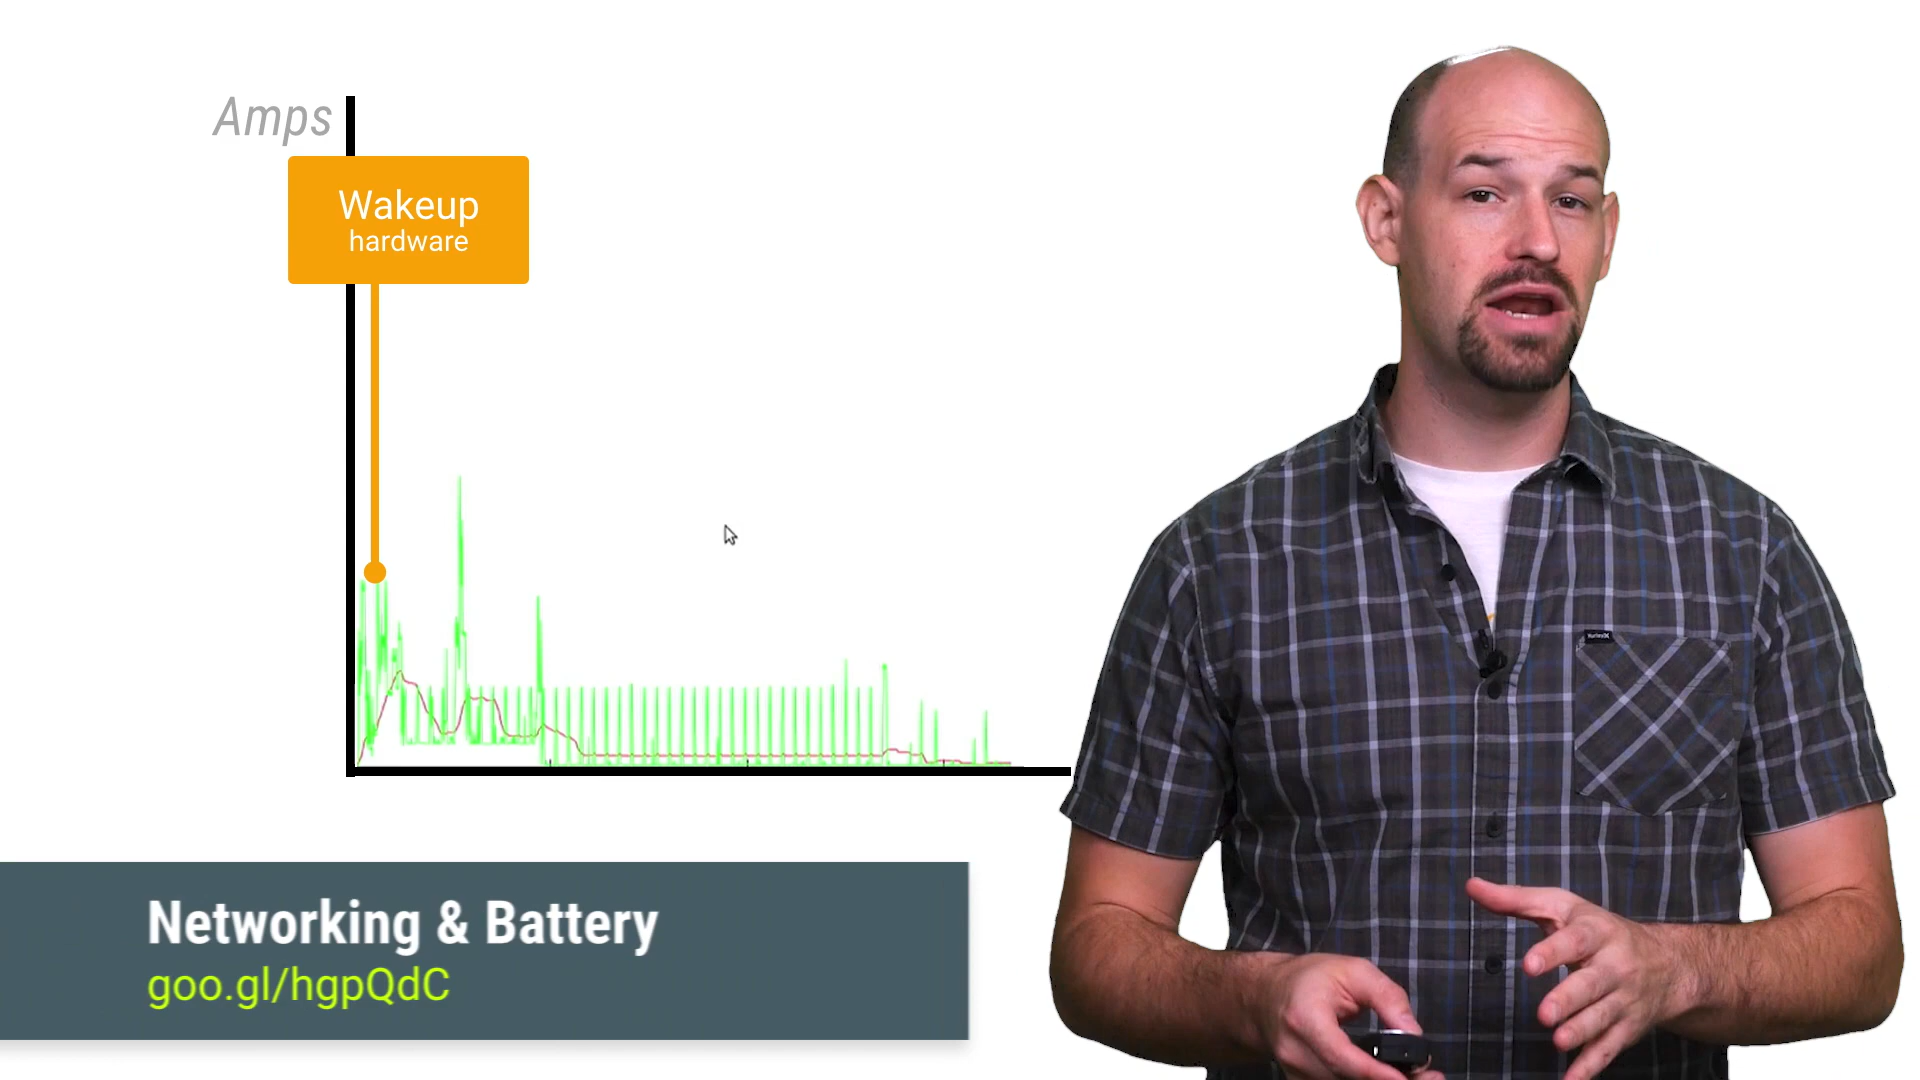 Amps
Wakeup
hardware
Networking & Battery
goo.gl/hgpQdC